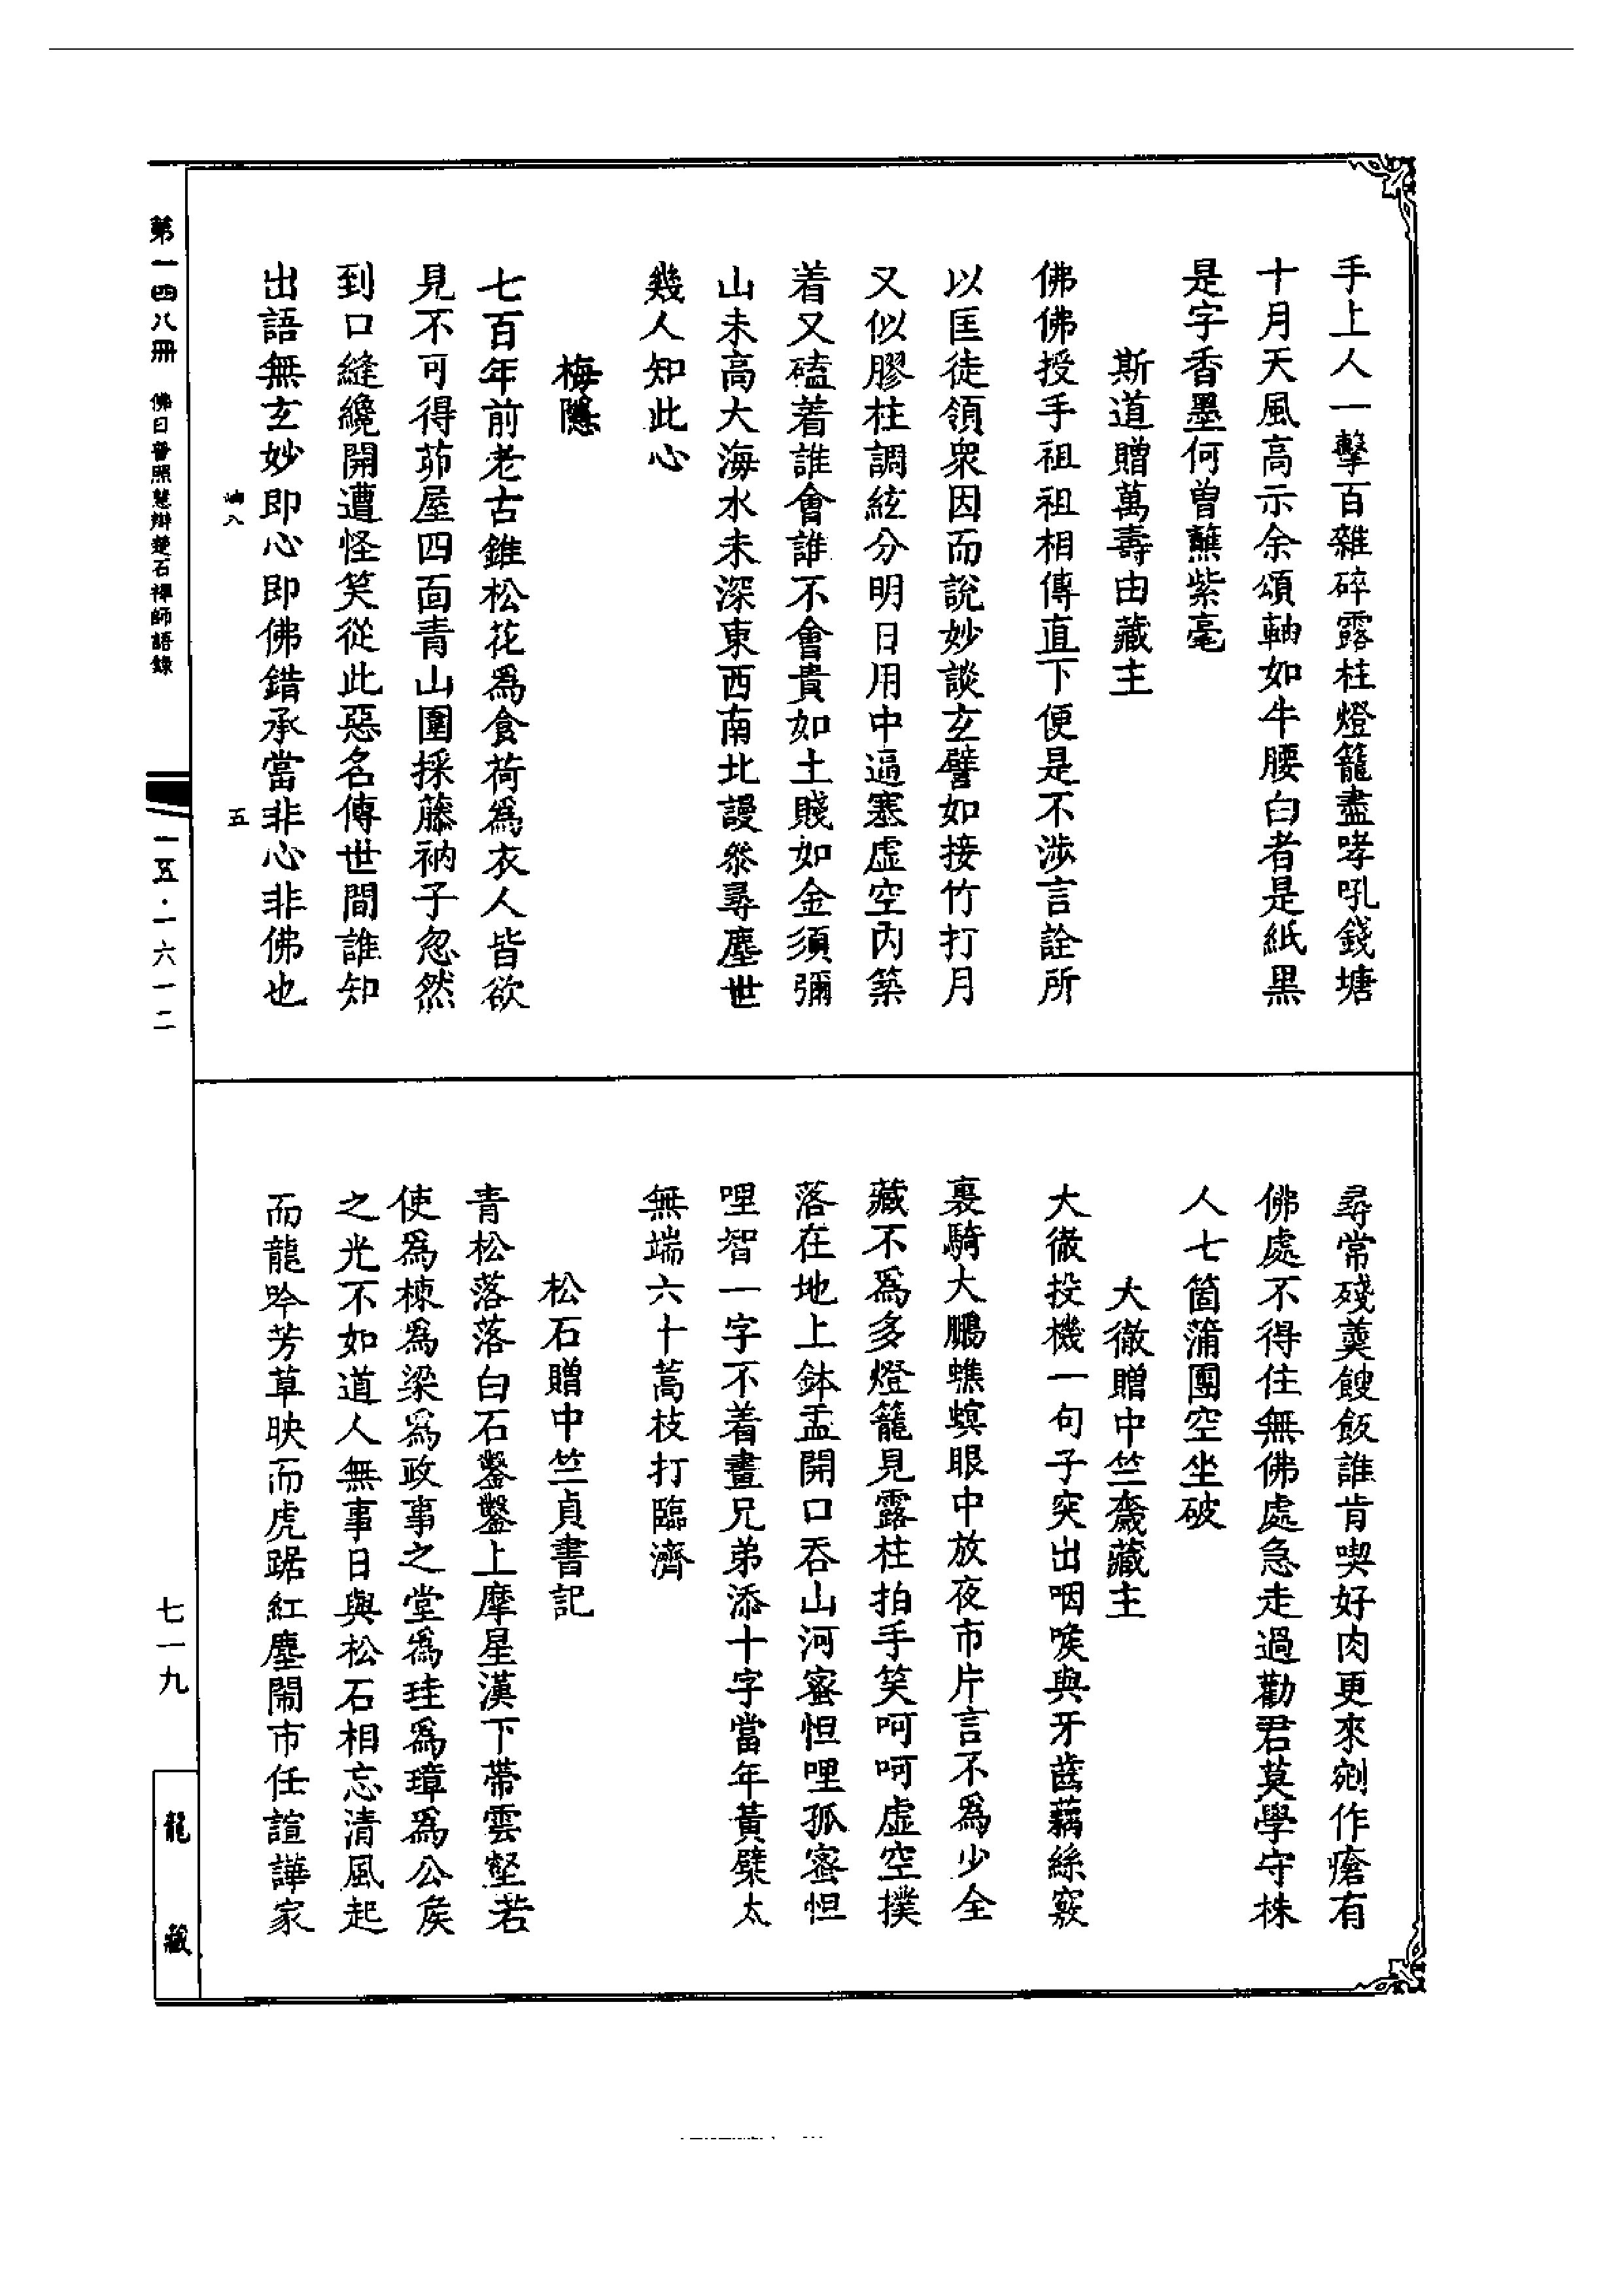 手上人一擊百雜碎露柱燈籠盡哮吼錢塘
十月天風高示余頌軸如牛腰白者是紙黑
是字香墨何曾蘸紫毫
斯道贈萬壽由藏主
佛佛授手祖祖相傳直下便是不涉言詮所
以匡徒領衆因而說妙談玄譬如接竹打月
又似膠柱調絃分明日用中逼塞虛空內築
着又磕着誰會誰不會貴如土賤如金須彌
山未高大海水未深東西南北謾叅尋塵世
幾人知此心
梅隱
七百年前老古錐松花爲食荷爲衣人皆欲
見不可得茆屋四面青山圍採藤衲子忽然
到口縫纔開遭怪笑從此惡名傳世間誰知
出語無玄妙即心即佛錯承當非心非佛也
五
尋常殘羹餿飯誰肯喫好肉更來剜作瘡有
佛處不得住無佛處急走過勸君莫學守株
人七箇蒲團空坐破
大徹贈中竺藏主
大徹投機一句子突出咽喉與牙齒藕絲竅
裏騎大鵬蟭螟眼中放夜市片言不爲少全
藏不爲多燈籠見露柱拍手笑呵呵虛空撲
落在地上鉢盂開口吞山河蜜怛哩孤蜜怛
哩智一字不着畫兄弟添十字當年黃檗太
無端六十蒿枝打臨濟
松石贈中竺貞書記
青松落落白石鑿鑿上摩星漢下帶雲壑若
使爲棟爲梁爲政事之堂爲珪爲璋爲公矦
之光不如道人無事日與松石相忘清風起
而龍吟芳草映而虎踞紅塵鬧市任諠譁家
第一四八冊 佛日普照慧辯楚石禪師語錄
一五·一六一二
七一九
龍藏